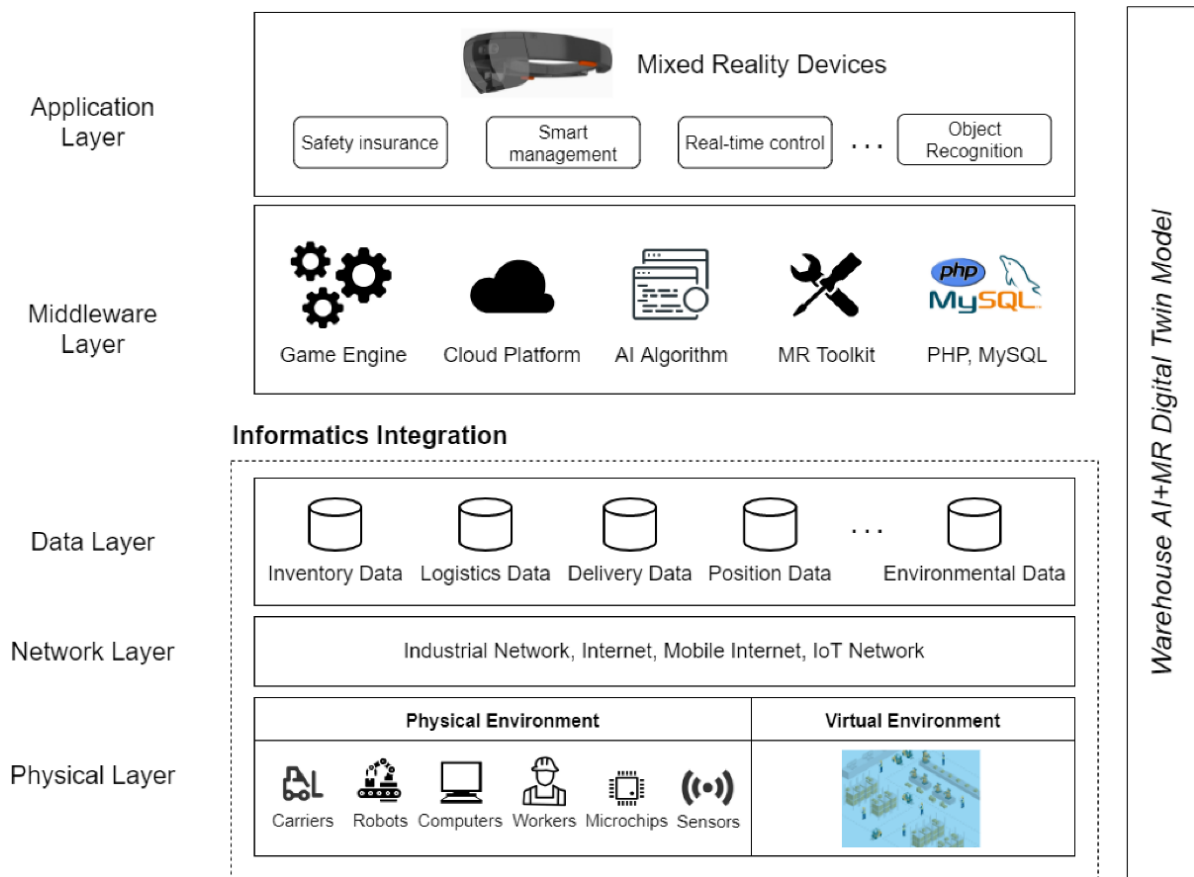 Application
Layer
Mixed Reality Devices
Safety insurance
Smart
management
Real-time control
...
Object
Recognition
Middleware
Layer
php
MySQL
Game Engine
Cloud Platform
AI Algorithm
MR Toolkit
PHP, MySQL
Informatics Integration
Data Layer
...
Inventory Data
Logistics Data
Delivery Data
Position Data
Environmental Data
Network Layer
Industrial Network, Internet, Mobile Internet, IoT Network
Physical Layer
Physical Environment
Virtual Environment
Carriers
Robots
Computers
Workers
Microchips
Sensors
Warehouse AI+MR Digital Twin Model